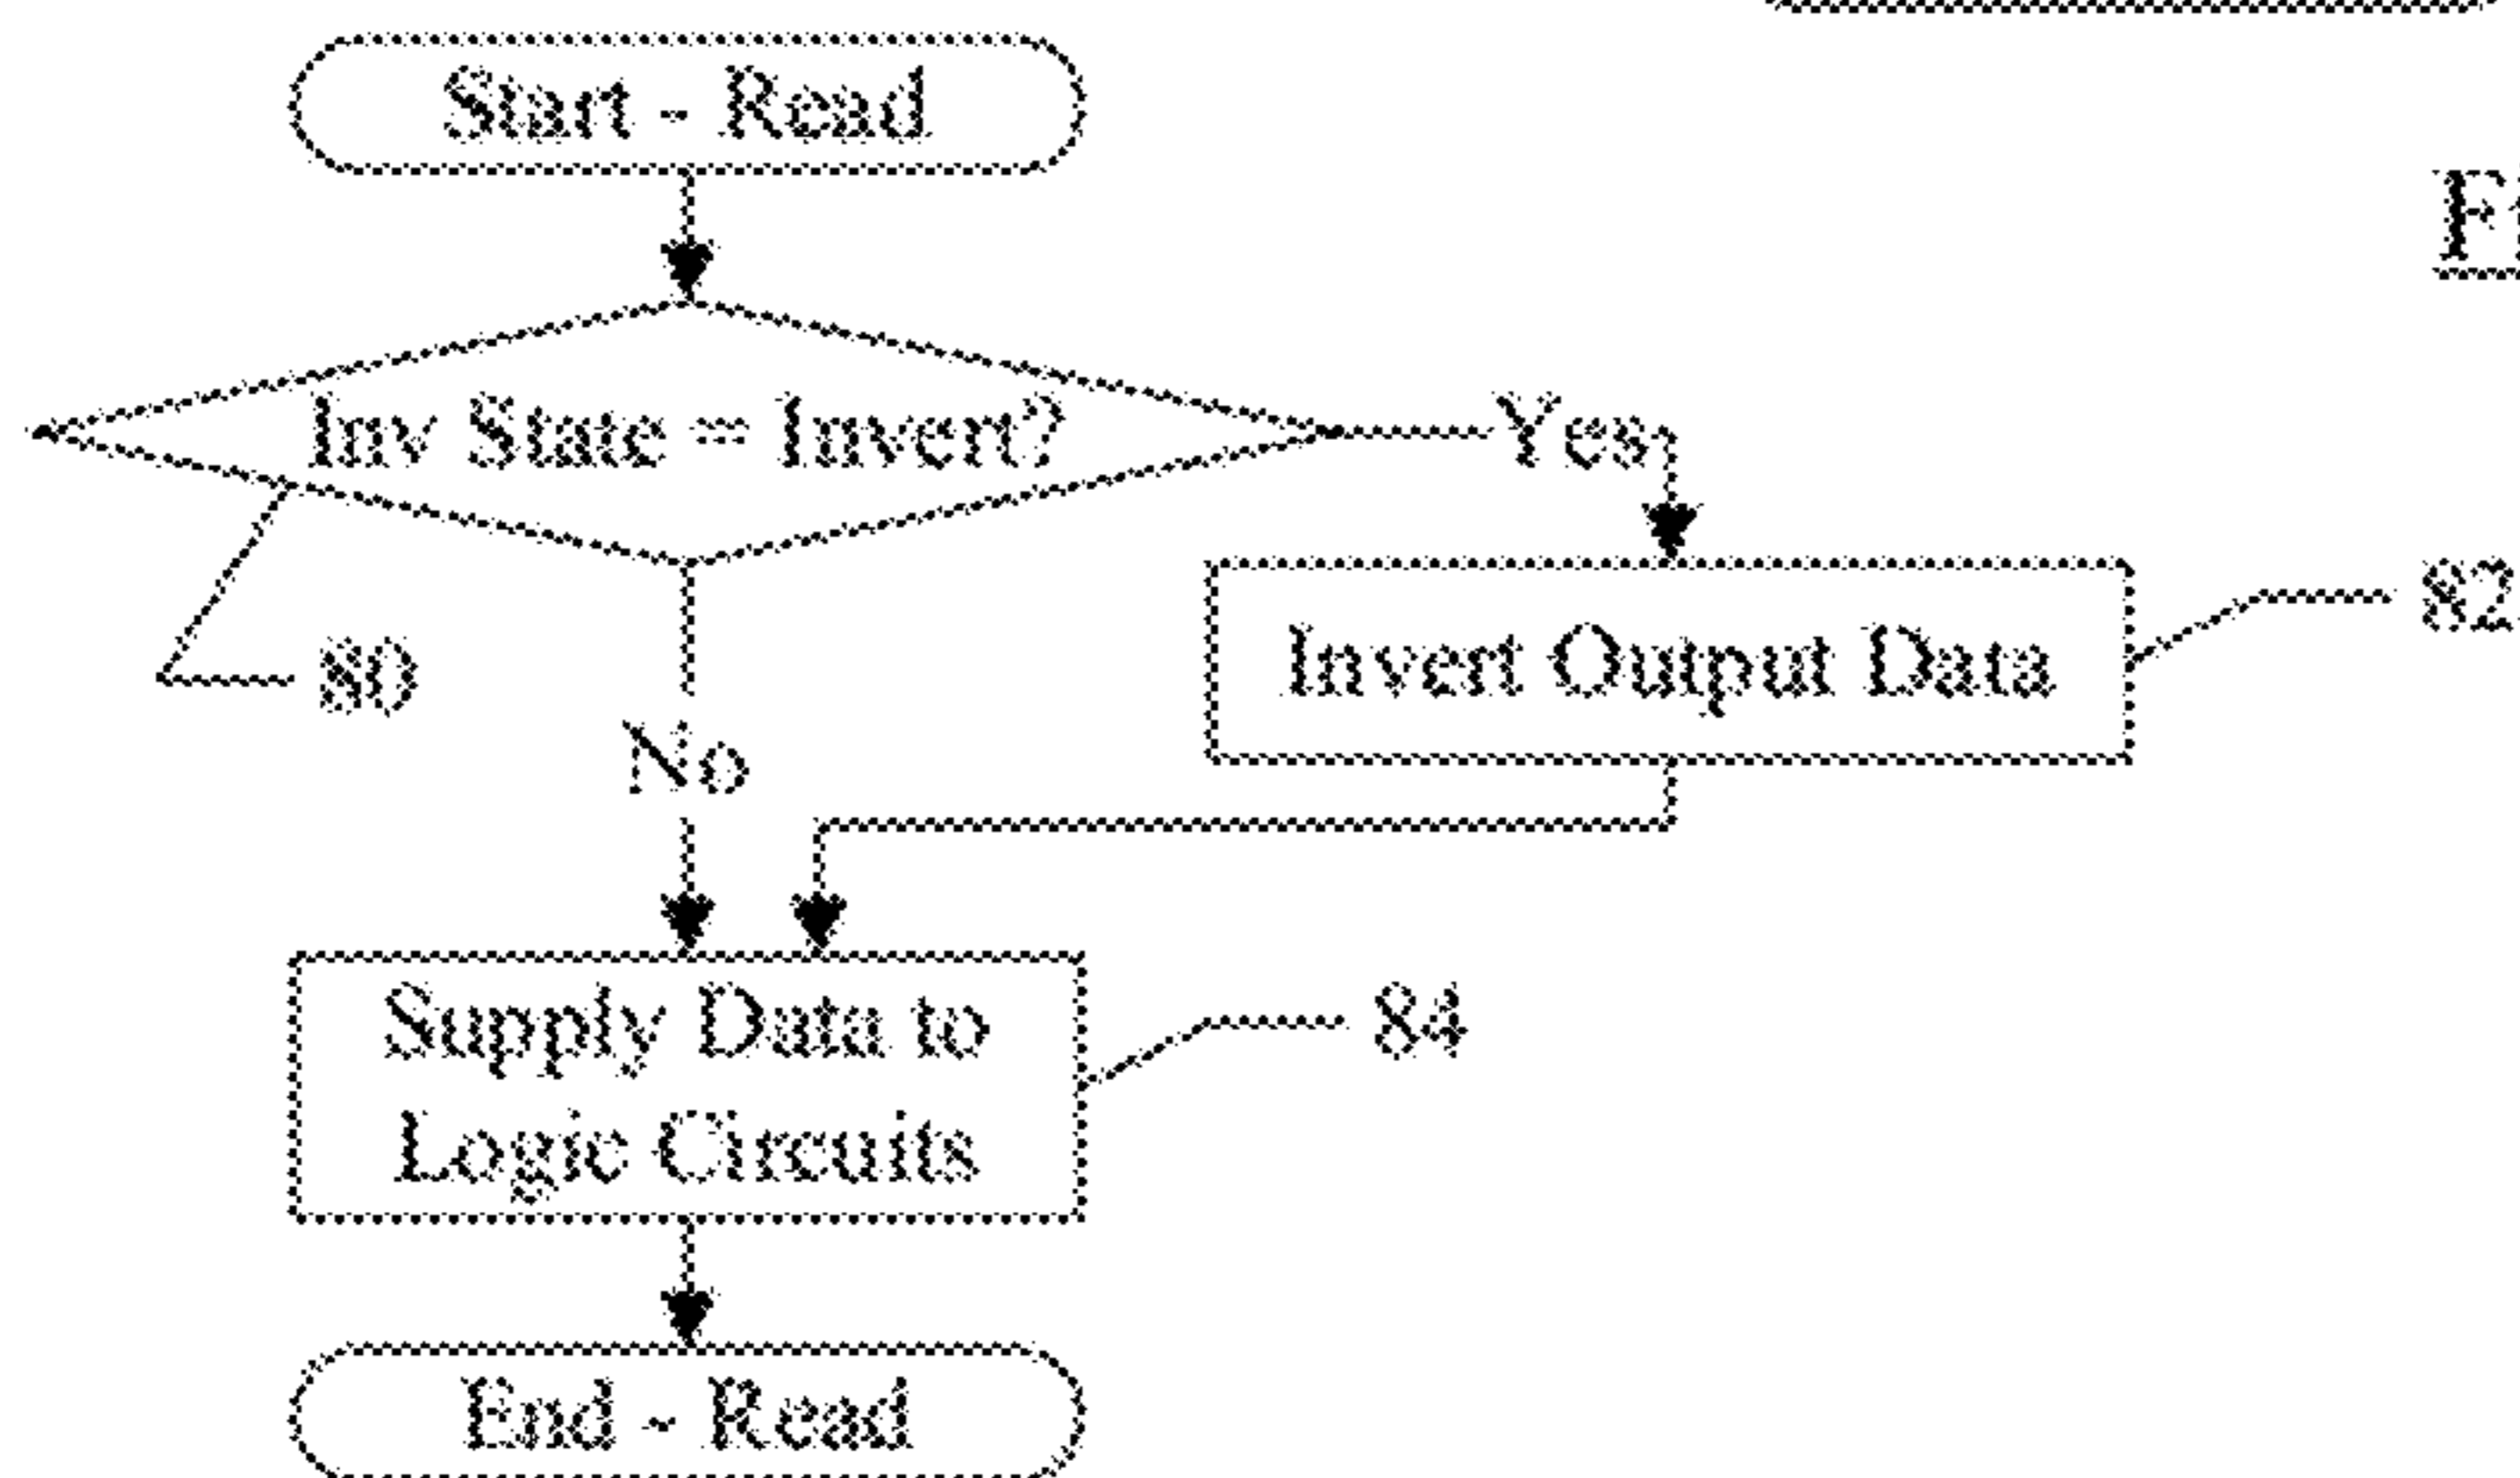 Start - Read
Inv State = Invert?
Yes
82
Invert Output Data
80
No
Supply Data to
84
Logic Circuits
End - Read